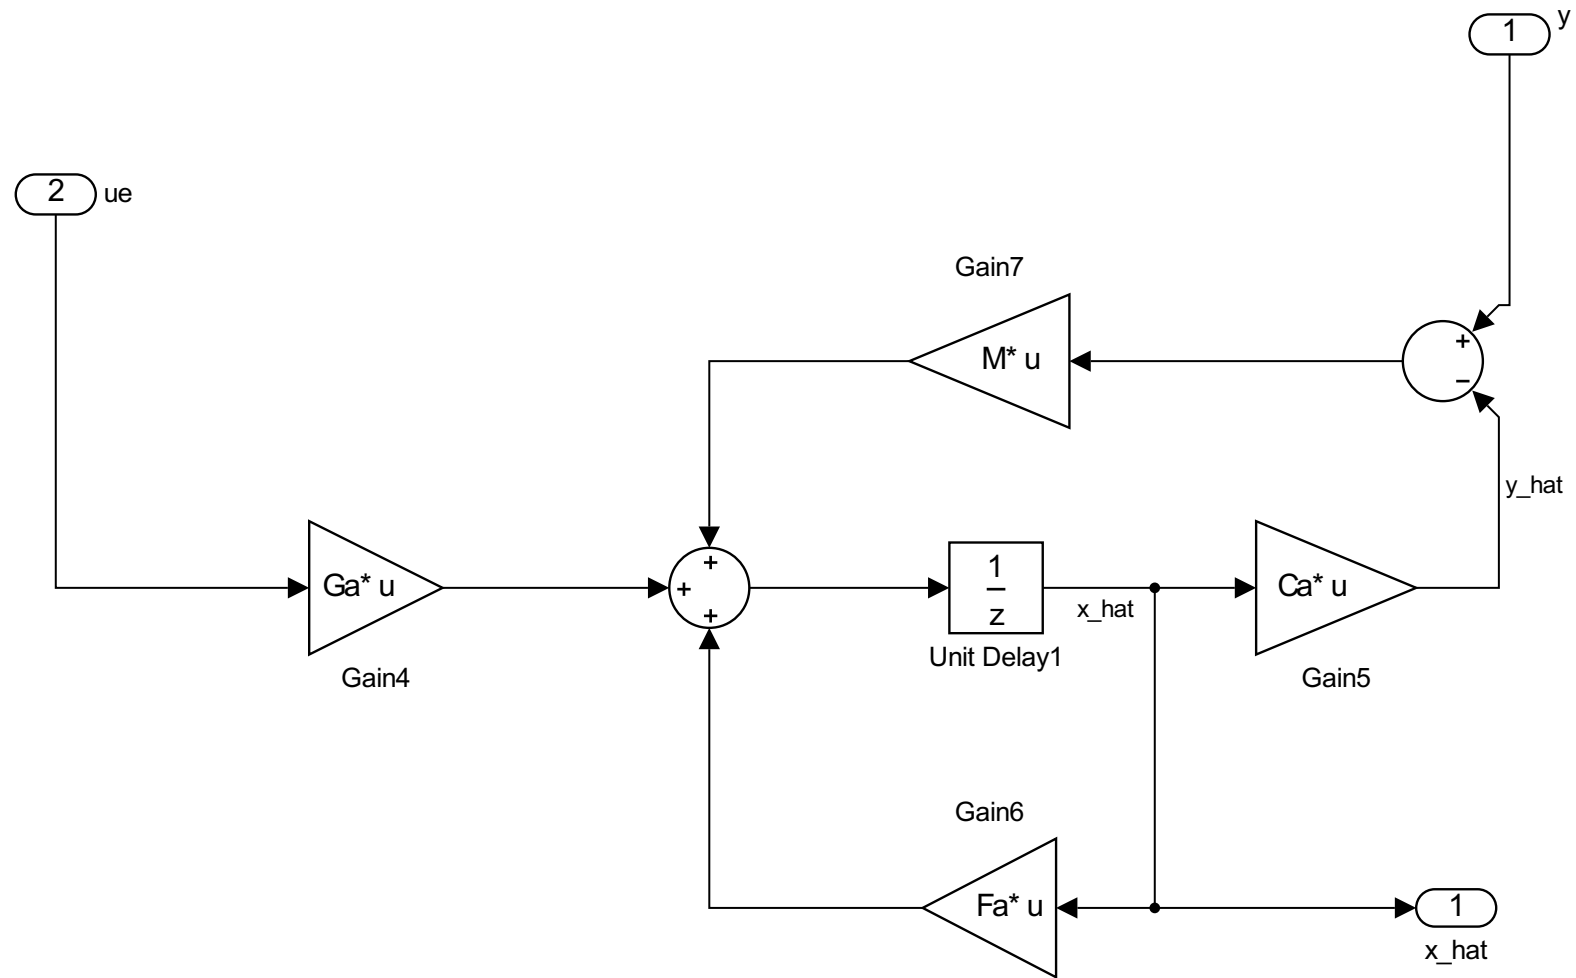 1
y
2
ue
Gain7
M* u
+
−
y_hat
Ga* u
Gain4
+
+
+
1
z
Unit Delay1
x_hat
Ca* u
Gain5
Gain6
Fa* u
1
x_hat